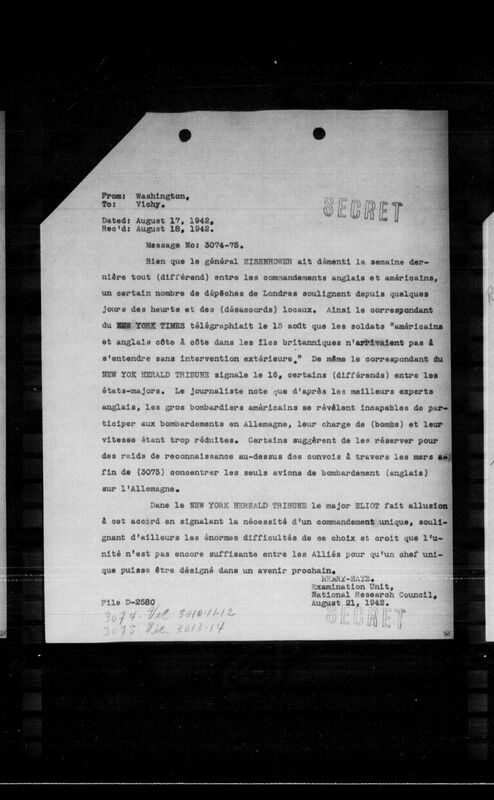 From: Washington,
To: Vichy.
SECRET
Dated: August 17, 1942.
Rec'd: August 18, 1942.
Message No: 3074-75.
Bien que le général EISENHOWER ait démenti la semaine der-
nière tout (différend) entre les commandements anglais et américains,
un certain nombre de dépêches de Londres soulignent depuis quelques
jours des heurts et des (désaccords) locaux. Ainsi le correspondant
du NEW YORK TIMES télégraphiait le 15 août que les soldats "américains
et anglais côte à côte dans les îles britanniques n'arrivaient pas à
s'entendre sans intervention extérieure." De même le correspondant du
NEW YOK HERALD TRIBUNE signale le 16, certains (différends) entre les
états-majors. Le journaliste note que d'après les meilleurs experts
anglais, les gros bombardiers américains se révèlent incapables de par-
ticiper aux bombardements en Allemagne, leur charge de (bombs) et leur
vitesse étant trop réduites. Certains suggèrent de les réserver pour
des raids de reconnaissance au-dessus des convois à travers les mers a-
fin de (3075) concentrer les seuls avions de bombardement (anglais)
sur l'Allemagne.
Dans le NEW YORK HEREALD TRIBUNE le major ELIOT fait allusion
à cet accord en signalant la nécessité d'un commandement unique, souli-
gnant d'ailleurs les énormes difficultés de ce choix et croit que l'u-
nité n'est pas encore suffisante entre les Alliés pour qu'un chef uni-
que puisse être désigné dans un avenir prochain.
HENRY-HAYE.
Examination Unit,
National Research Council,
File D-2580 August 21, 1942.
SECRET
3074 3010-11-12
3075 3013-14